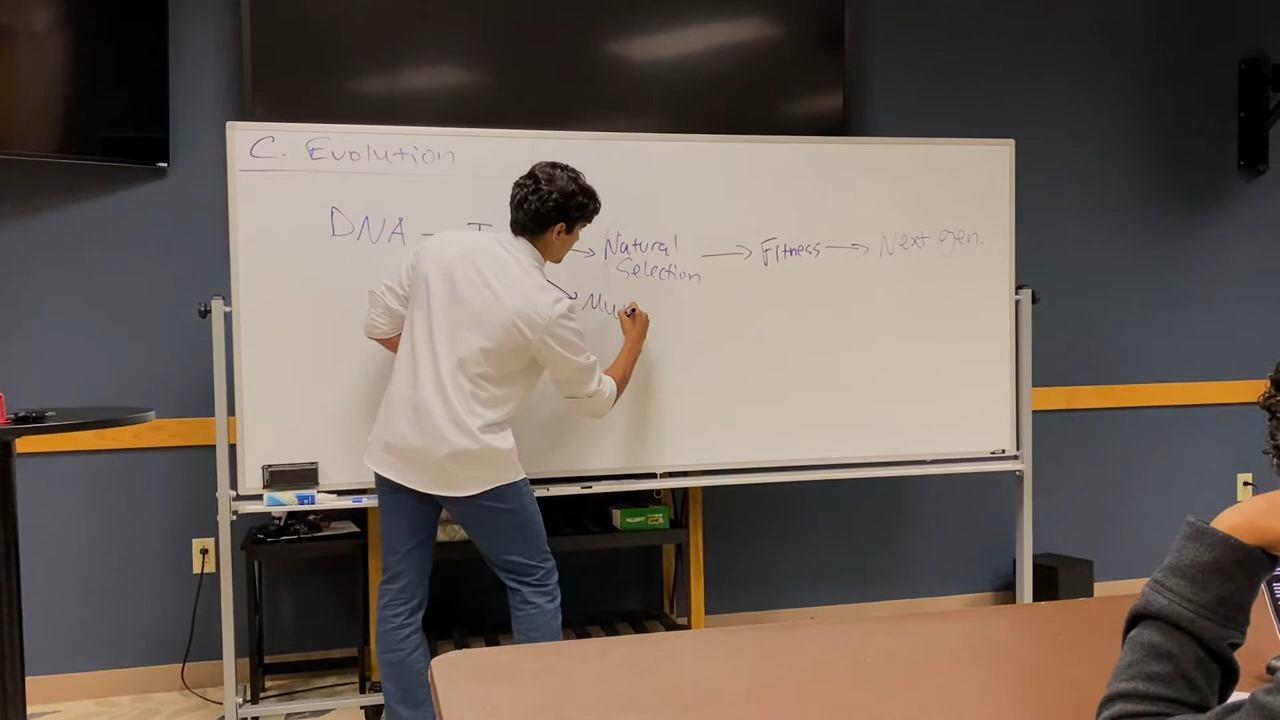 C. Evolution
DNA → Natural Selection → Fitness → Next gen.